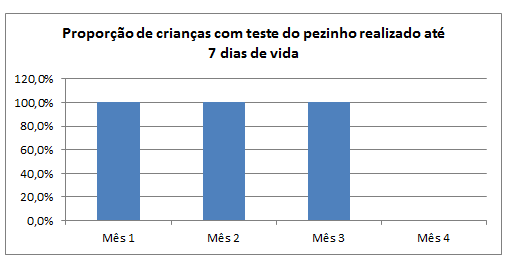 Proporção de crianças com teste do pezinho realizado até
7 dias de vida
120,0%
100,0%
80,0%
60,0%
40,0%
20,0%
0,0%
Mês 1 Mês 2 Mês 3 Mês 4